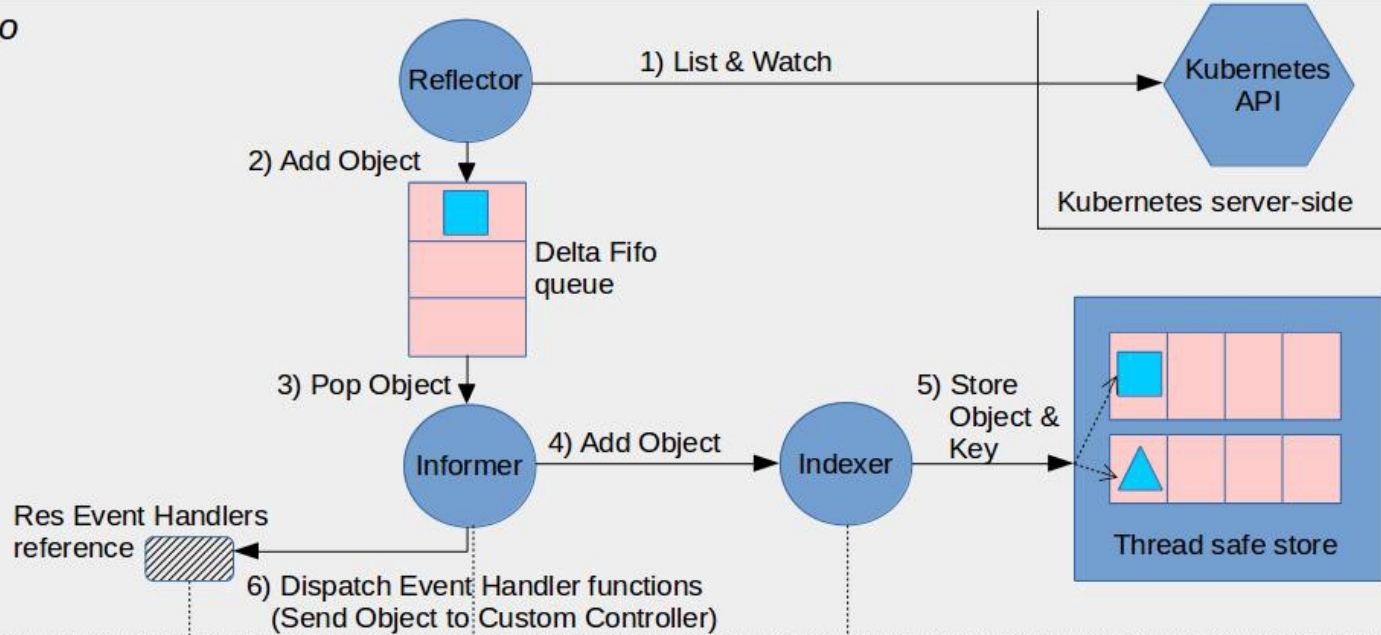 o
1) List & Watch
Reflector
Kubernetes
API
2) Add Object
Kubernetes server-side
Delta Fifo
queue
3) Pop Object
5) Store
Object &
Key
4) Add Object
Informer
Indexer
Res Event Handlers
reference
Thread safe store
6) Dispatch Event Handler functions
(Send Object to Custom Controller)